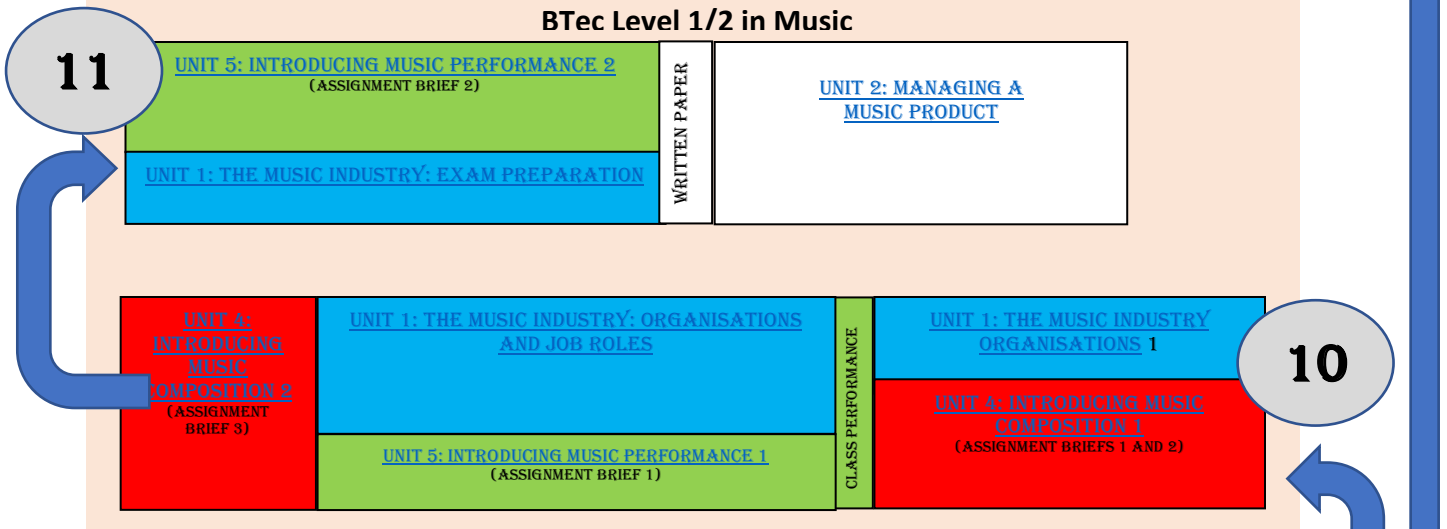 BTec Level 1/2 in Music
11
UNIT 5: INTRODUCING MUSIC PERFORMANCE 2
(ASSIGNMENT BRIEF 2)
UNIT 1: THE MUSIC INDUSTRY: EXAM PREPARATION
WRITTEN PAPER
UNIT 2: MANAGING A
MUSIC PRODUCT
UNIT 4:
INTRODUCING
MUSIC
COMPOSITION 2
(ASSIGNMENT
BRIEF 3)
UNIT 1: THE MUSIC INDUSTRY: ORGANISATIONS
AND JOB ROLES
UNIT 5: INTRODUCING MUSIC PERFORMANCE 1
(ASSIGNMENT BRIEF 1)
CLASS PERFORMANCE
UNIT 1: THE MUSIC INDUSTRY
ORGANISATIONS 1
UNIT 4: INTRODUCING MUSIC
COMPOSITION 1
(ASSIGNMENT BRIEFS 1 AND 2)
10